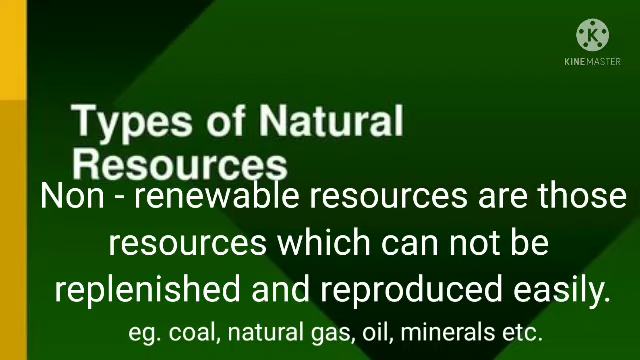 KINEMASTER
Types of Natural
Resources
Non - renewable resources are those
resources which can not be
replenished and reproduced easily.
eg. coal, natural gas, oil, minerals etc.